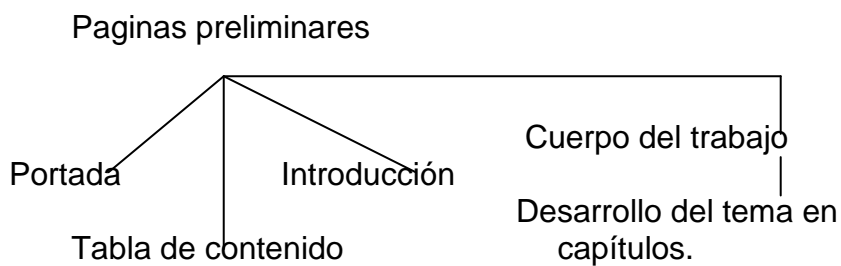 Paginas preliminares
Cuerpo del trabajo
Portada
Introducción
Desarrollo del tema en
capítulos.
Tabla de contenido